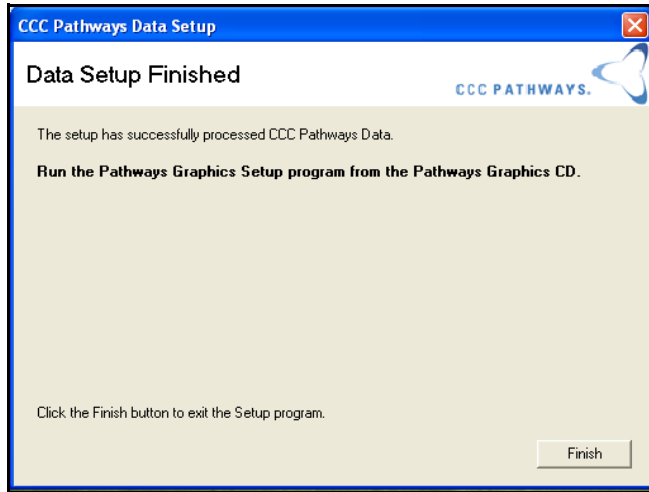 CCC Pathways Data Setup
Data Setup Finished
CCC PATHWAYS.
The setup has successfully processed CCC Pathways Data.
Run the Pathways Graphics Setup program from the Pathways Graphics CD.
Click the Finish button to exit the Setup program.
Finish